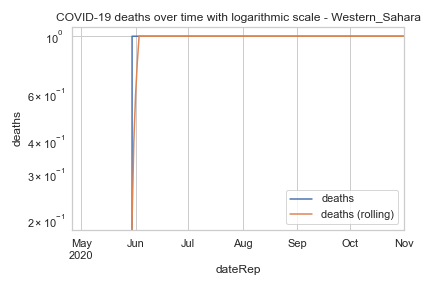 COVID-19 deaths over time with logarithmic scale - Western_Sahara
10⁰
6 × 10⁻¹
4 × 10⁻¹
3 × 10⁻¹
2 × 10⁻¹
deaths
deaths
deaths (rolling)
May Jun Jul Aug Sep Oct Nov
2020
dateRep